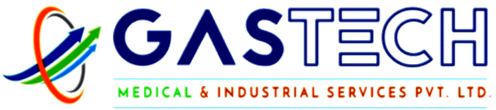 GASTECH
MEDICAL & INDUSTRIAL SERVICES PVT. LTD.